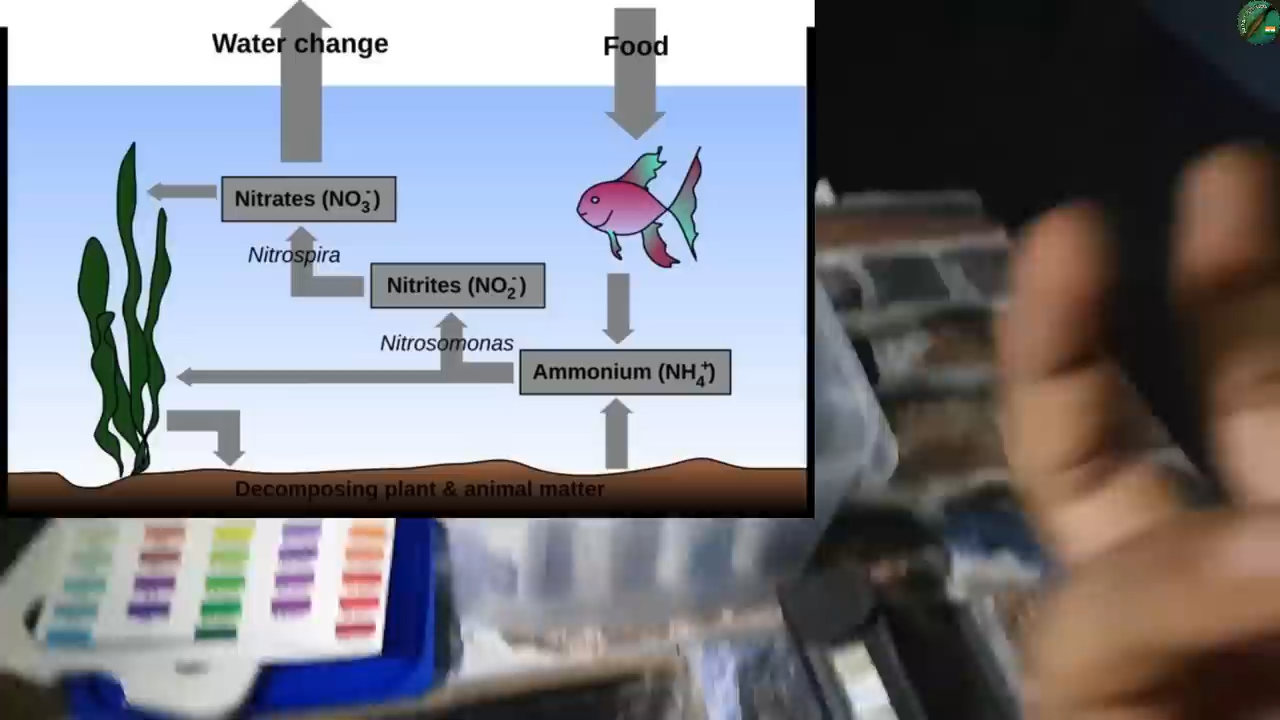 Water change
Food
Nitrates (NO₃⁻)
Nitrospira
Nitrites (NO₂⁻)
Nitrosomonas
Ammonium (NH₄⁺)
Decomposing plant & animal matter